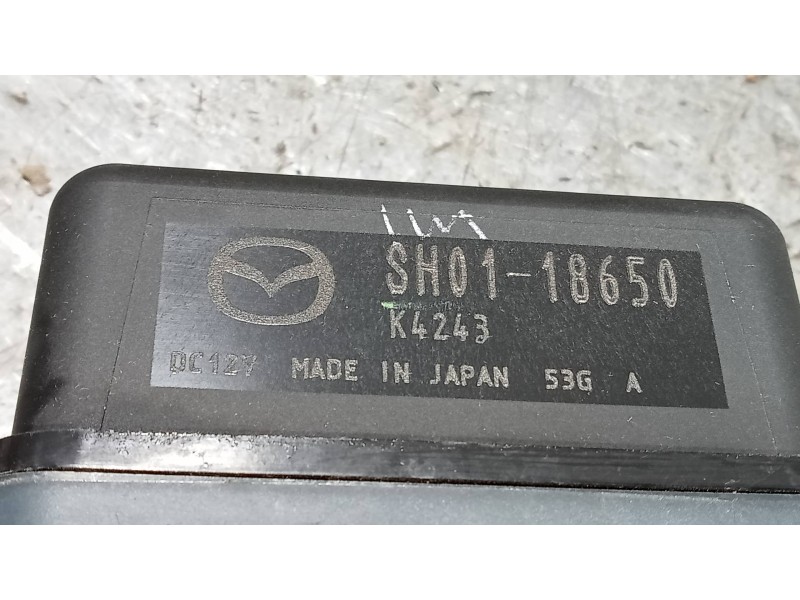 SH01-18650
K4243
DC12V MADE IN JAPAN 53G A